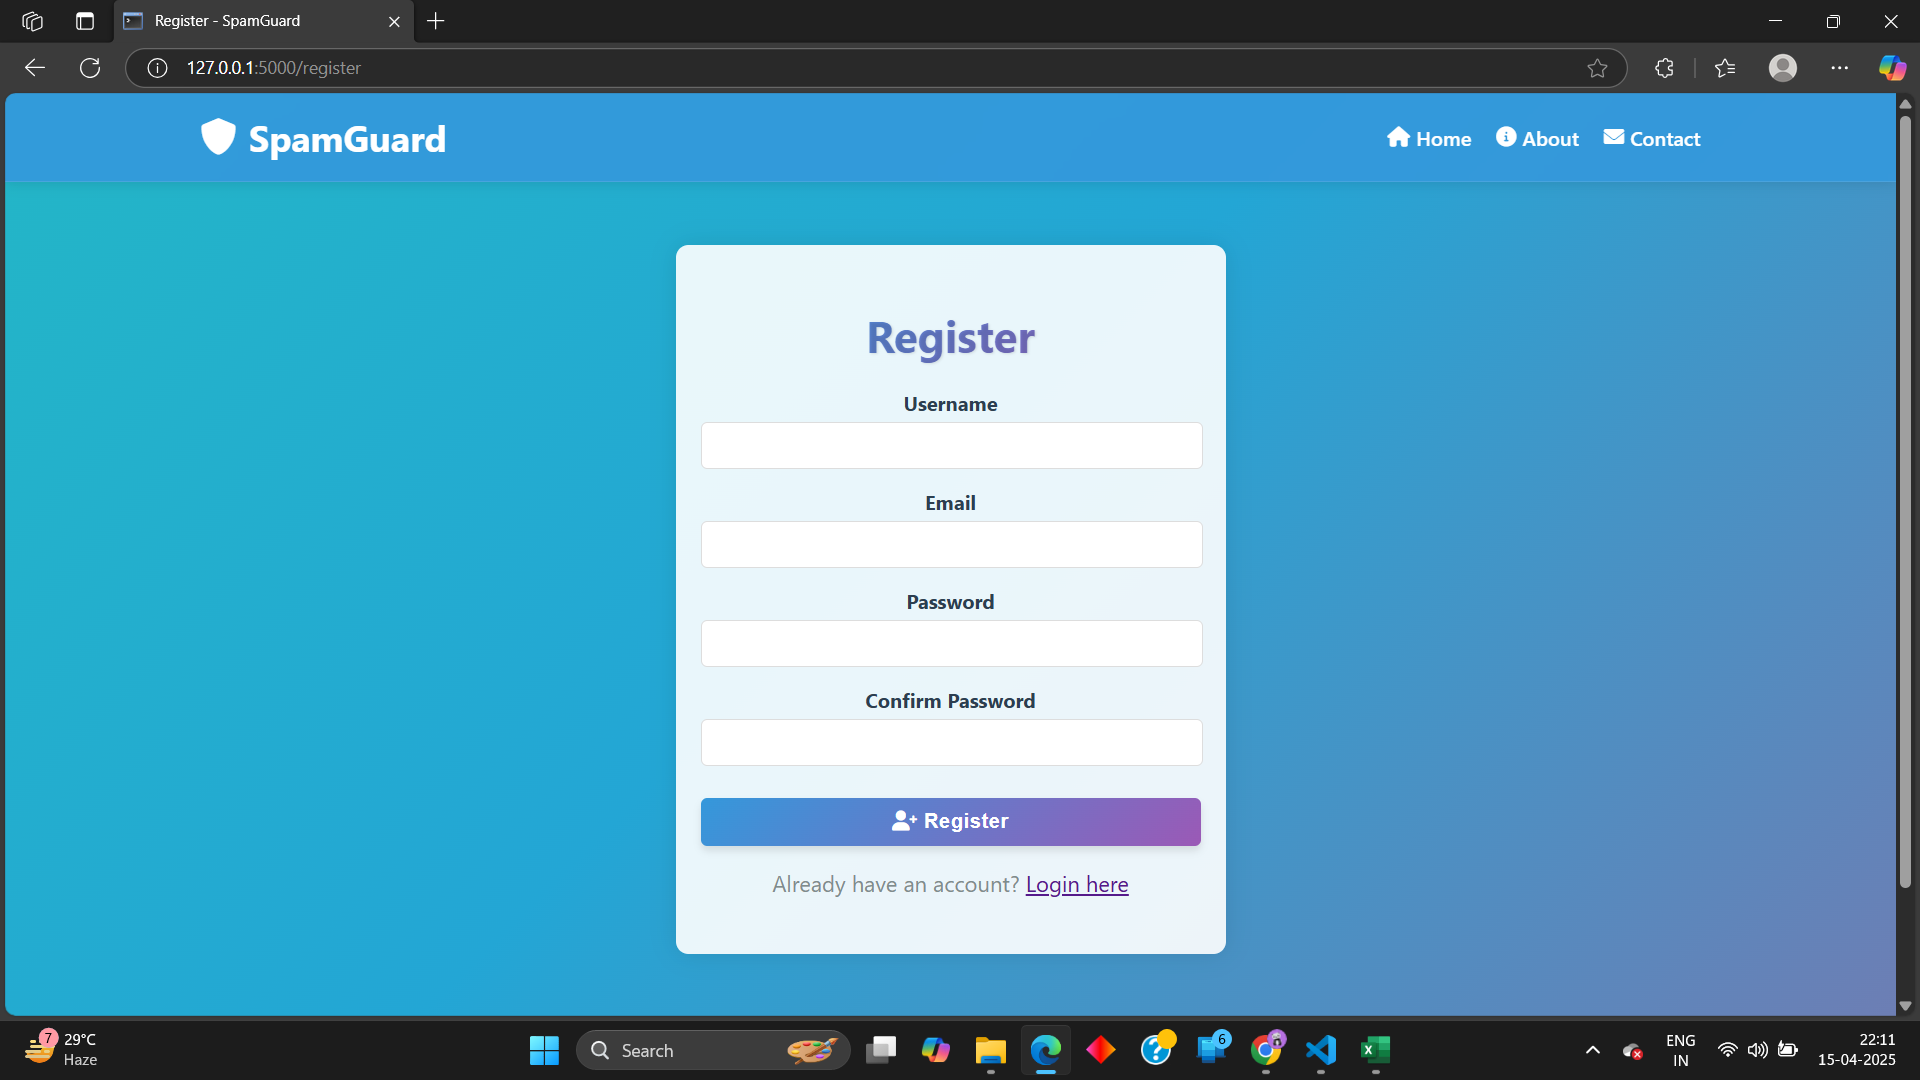 Register - SpamGuard
127.0.0.1:5000/register
SpamGuard
Home
About
Contact
Register
Username
Email
Password
Confirm Password
Register
Already have an account? Login here
7
29°C
Haze
Search
6
ENG
IN
22:11
15-04-2025